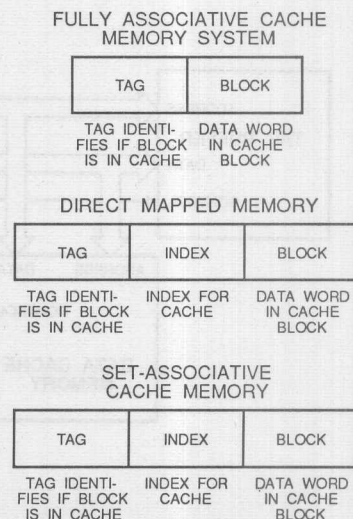 FULLY ASSOCIATIVE CACHE
MEMORY SYSTEM
TAG BLOCK
TAG IDENTI- DATA WORD
FIES IF BLOCK IN CACHE
IS IN CACHE BLOCK
DIRECT MAPPED MEMORY
TAG INDEX BLOCK
TAG IDENTI- INDEX FOR DATA WORD
FIES IF BLOCK CACHE IN CACHE
IS IN CACHE BLOCK
SET-ASSOCIATIVE
CACHE MEMORY
TAG INDEX BLOCK
TAG IDENTI- INDEX FOR DATA WORD
FIES IF BLOCK CACHE IN CACHE
IS IN CACHE BLOCK